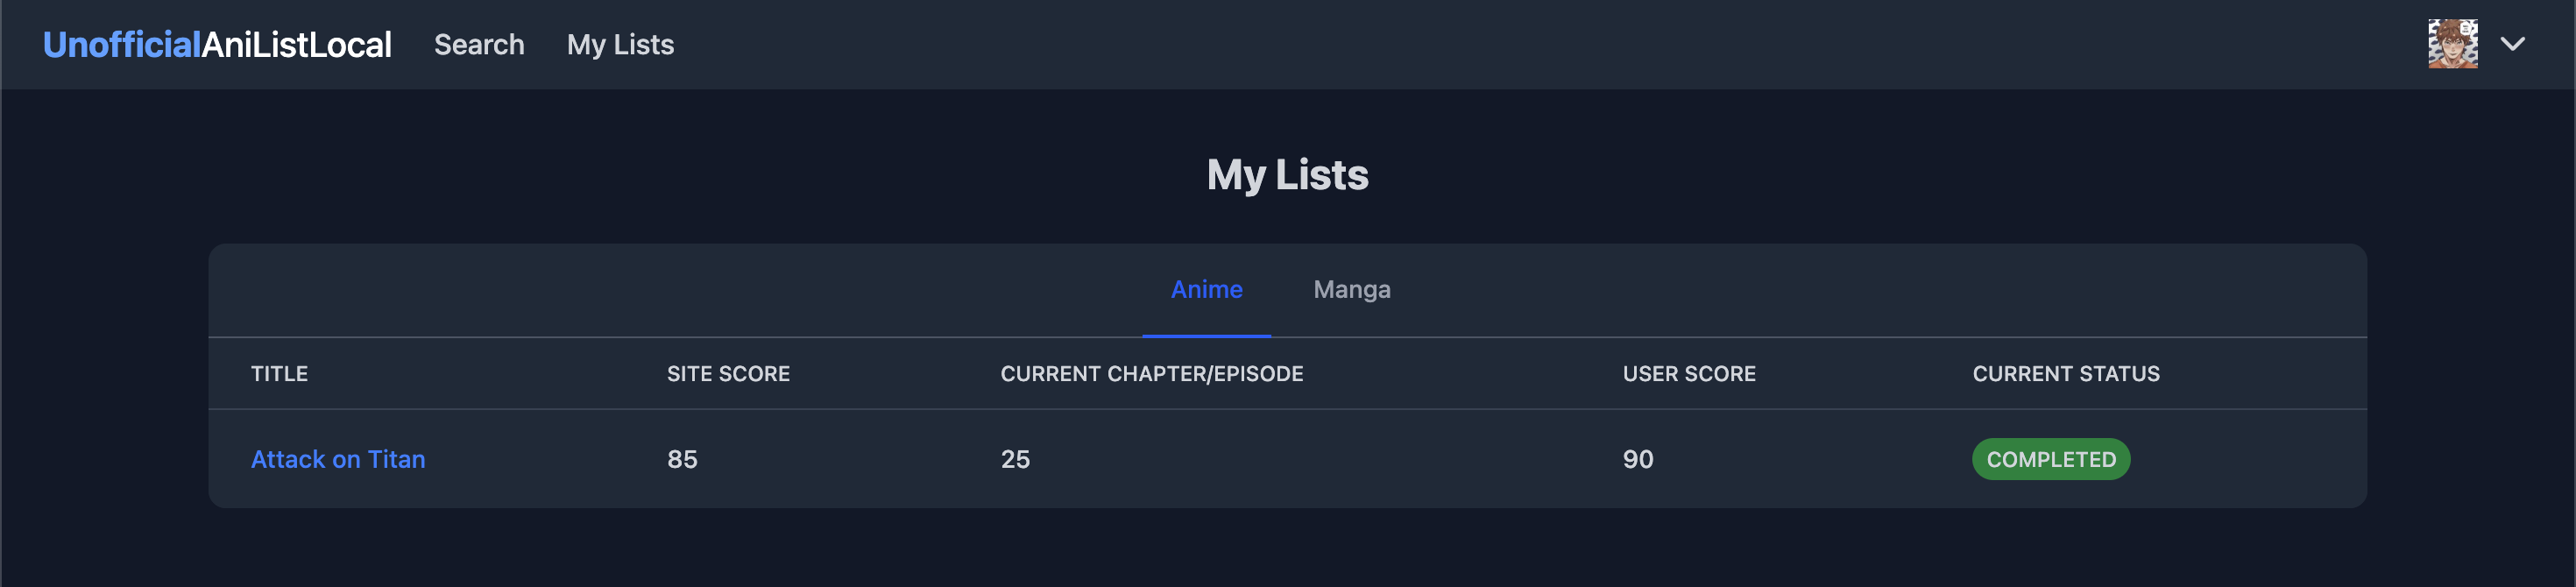 UnofficialAniListLocal Search My Lists
My Lists
Anime Manga
TITLE SITE SCORE CURRENT CHAPTER/EPISODE USER SCORE CURRENT STATUS
Attack on Titan 85 25 90 COMPLETED